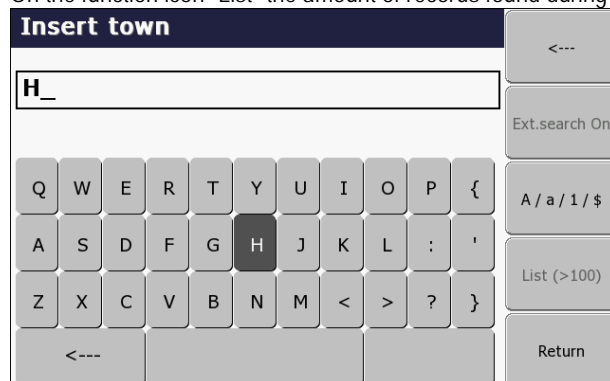 On the function icon "List" the amount of records found during
Insert town
<---
H_
Ext.search On
Q W E R T Y U I O P {
A / a / 1 / $
A S D F G H J K L : '
List (>100)
Z X C V B N M < > ? }
<---
Return